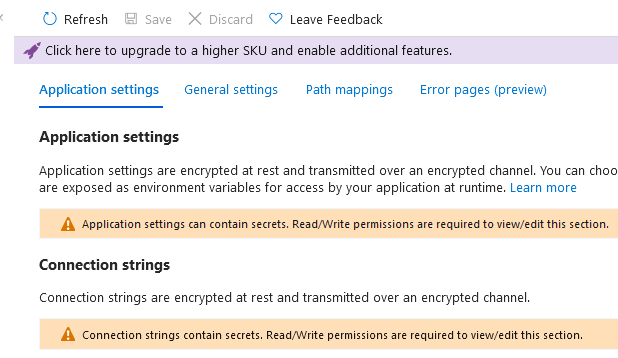 Refresh Save Discard Leave Feedback
Click here to upgrade to a higher SKU and enable additional features.
Application settings General settings Path mappings Error pages (preview)
Application settings
Application settings are encrypted at rest and transmitted over an encrypted channel. You can choo
are exposed as environment variables for access by your application at runtime. Learn more
Application settings can contain secrets. Read/Write permissions are required to view/edit this section.
Connection strings
Connection strings are encrypted at rest and transmitted over an encrypted channel.
Connection strings contain secrets. Read/Write permissions are required to view/edit this section.